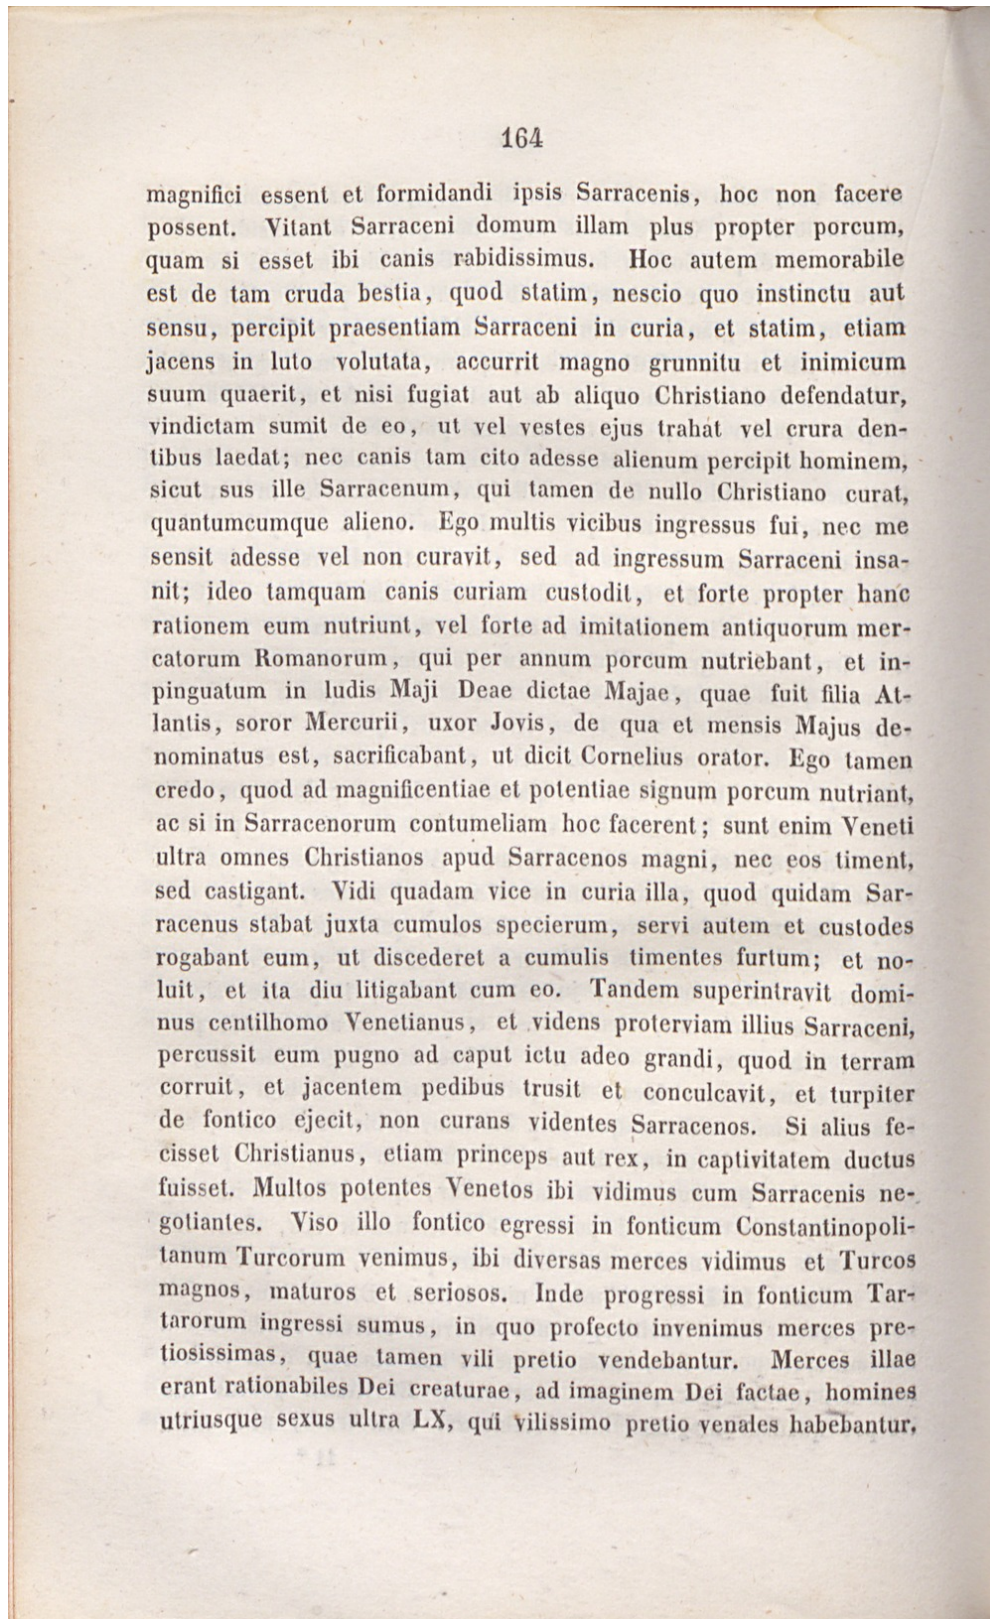 164
magnifici essent et formidandi ipsis Sarracenis, hoc non facere
possent. Vitant Sarraceni domum illam plus propter porcum,
quam si esset ibi canis rabidissimus. Hoc autem memorabile
est de tam cruda bestia, quod statim, nescio quo instinctu aut
sensu, percipit praesentiam Sarraceni in curia, et statim, etiam
jacens in luto volutata, accurrit magno grunnitu et inimicum
suum quaerit, et nisi fugiat aut ab aliquo Christiano defendatur,
vindictam sumit de eo, ut vel vestes ejus trahat vel crura den-
tibus laedat; nec canis tam cito adesse alienum percipit hominem,
sicut sus ille Sarracenum, qui tamen de nullo Christiano curat,
quantumcumque alieno. Ego multis vicibus ingressus fui, nec me
sensit adesse vel non curavit, sed ad ingressum Sarraceni insa-
nit; ideo tamquam canis curiam custodit, et forte propter hanc
rationem eum nutriunt, vel forte ad imitationem antiquorum mer-
catorum Romanorum, qui per annum porcum nutriebant, et in-
pinguatum in ludis Maji Deae dictae Majae, quae fuit filia At-
lantis, soror Mercurii, uxor Jovis, de qua et mensis Majus de-
nominatus est, sacrificabant, ut dicit Cornelius orator. Ego tamen
credo, quod ad magnificentiae et potentiae signum porcum nutriant,
ac si in Sarracenorum contumeliam hoc facerent; sunt enim Veneti
ultra omnes Christianos apud Sarracenos magni, nec eos timent,
sed castigant. Vidi quadam vice in curia illa, quod quidam Sar-
racenus stabat juxta cumulos specierum, servi autem et custodes
rogabant eum, ut discederet a cumulis timentes furtum; et no-
luit, et ita diu litigabant cum eo. Tandem superintravit domi-
nus centilhomo Venetianus, et videns proterviam illius Sarraceni,
percussit eum pugno ad caput ictu adeo grandi, quod in terram
corruit, et jacentem pedibus trusit et conculcavit, et turpiter
de fontico ejecit, non curans videntes Sarracenos. Si alius fe-
cisset Christianus, etiam princeps aut rex, in captivitatem ductus
fuisset. Multos potentes Venetos ibi vidimus cum Sarracenis ne-
gotiantes. Viso illo fontico egressi in fonticum Constantinopoli-
tanum Turcorum venimus, ibi diversas merces vidimus et Turcos
magnos, maturos et seriosos. Inde progressi in fonticum Tar-
tarorum ingressi sumus, in quo profecto invenimus merces pre-
tiosissimas, quae tamen vili pretio vendebantur. Merces illae
erant rationabiles Dei creaturae, ad imaginem Dei factae, homines
utriusque sexus ultra LX, qui vilissimo pretio venales habebantur,